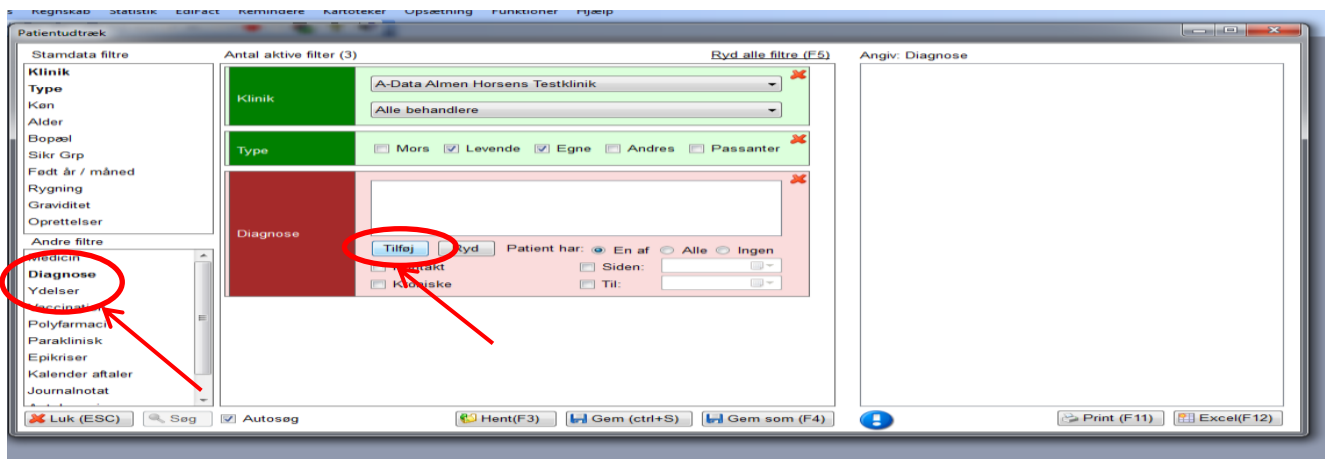 Regnskab Statistik EdiFact Remindere Kartoteker Opsætning Funktioner Hjælp
Patientudtræk
Stamdata filtre
Klinik
Type
Køn
Alder
Bopæl
Sikr Grp
Født år / måned
Rygning
Graviditet
Oprettelser
Andre filtre
Medicin
Diagnose
Ydelser
Polyfarmaci
Paraklinisk
Epikriser
Kalender aftaler
Journalnotat
Antal aktive filter (3) Ryd alle filtre (F5)
Klinik
A-Data Almen Horsens Testklinik
Alle behandlere
Type Mors Levende Egne Andres Passanter
Diagnose
Tilføj Ryd Patient har: En af Alle Ingen
Kontakt Siden:
Kroniske Til:
Angiv: Diagnose
Luk (ESC) Søg Autosøg Hent(F3) Gem (ctrl+S) Gem som (F4) Print (F11) Excel(F12)